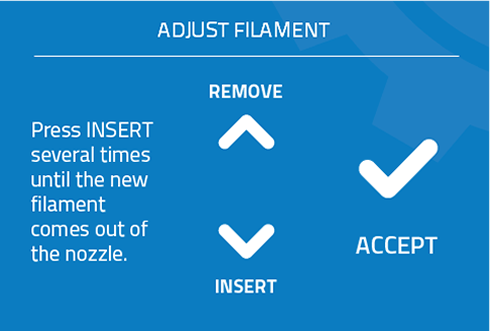 ADJUST FILAMENT
Press INSERT
several times
until the new
filament
comes out of
the nozzle.
REMOVE
INSERT
ACCEPT